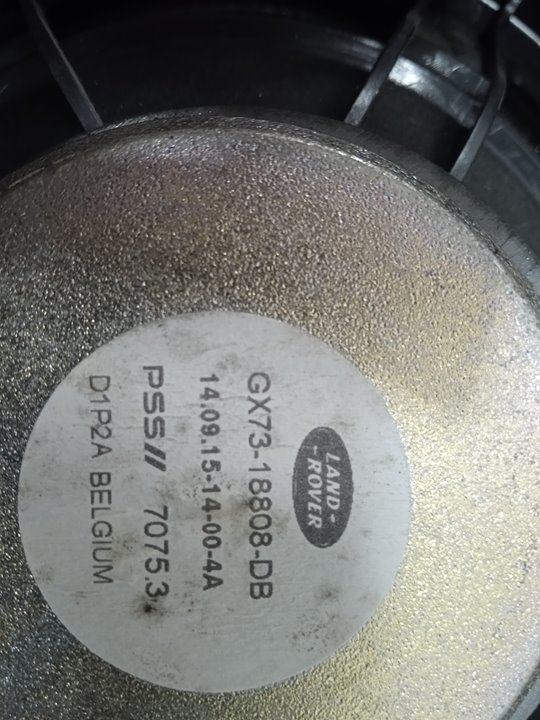 LAND-
-ROVER
GX73-18808-DB
14.09.15-14-00-4A
PSS// 7075.3
D1P2A BELGIUM